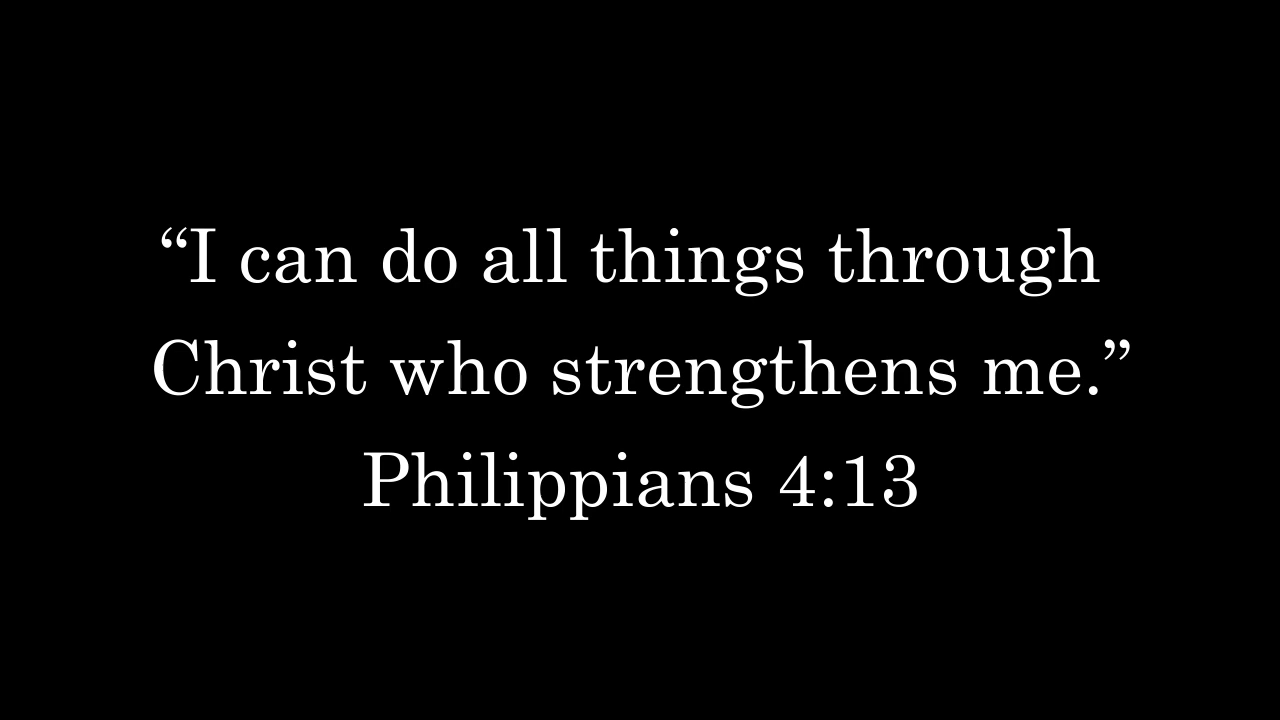 “I can do all things through
Christ who strengthens me.”
Philippians 4:13